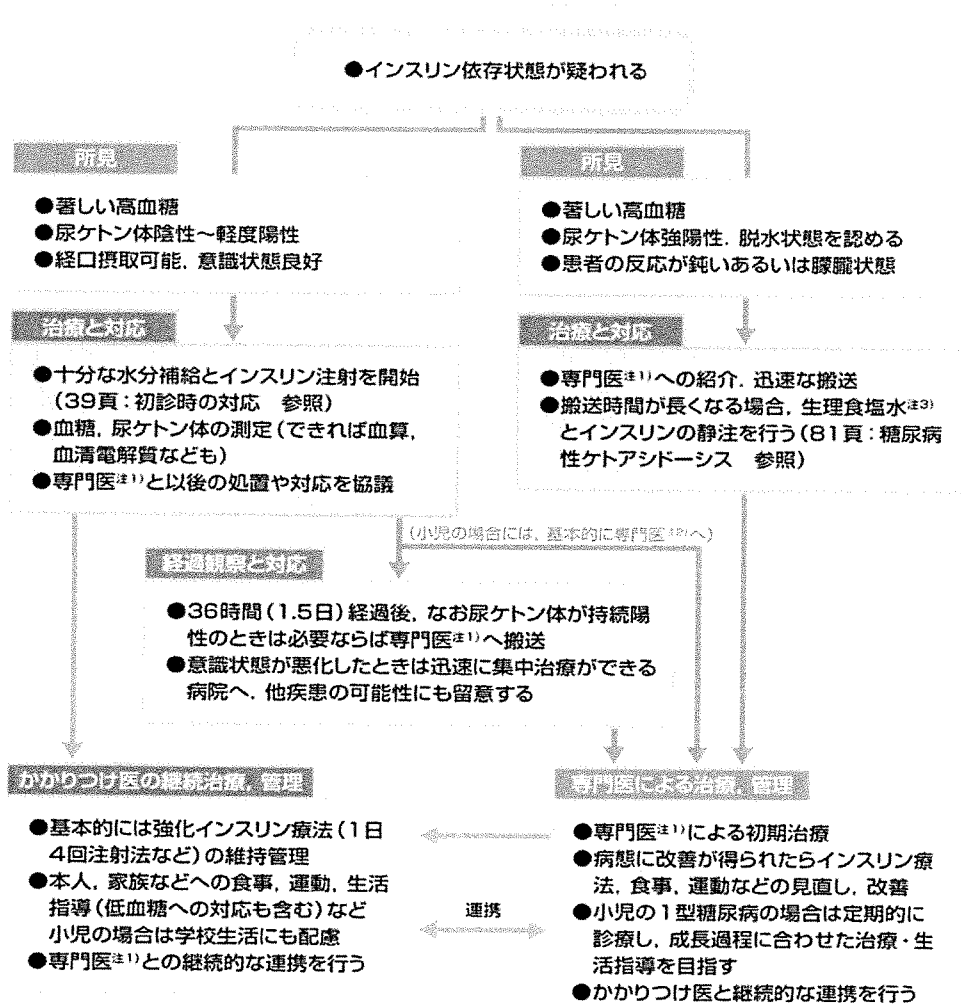 ●インスリン依存状態が疑われる
所見
●著しい高血糖
●尿ケトン体陰性～軽度陽性
●経口摂取可能，意識状態良好
所見
●著しい高血糖
●尿ケトン体強陽性，脱水状態を認める
●患者の反応が鈍いあるいは朦朧状態
治療と対応
●十分な水分補給とインスリン注射を開始
（39頁：初診時の対応　参照）
●血糖，尿ケトン体の測定（できれば血算，
血清電解質なども）
●専門医注1）と以後の処置や対応を協議
治療と対応
●専門医注1）への紹介，迅速な搬送
●搬送時間が長くなる場合，生理食塩水注3）
とインスリンの静注を行う（81頁：糖尿病
性ケトアシドーシス　参照）
（小児の場合には，基本的に専門医注2）へ）
経過観察と対応
●36時間（1.5日）経過後，なお尿ケトン体が持続陽
性のときは必要ならば専門医注1）へ搬送
●意識状態が悪化したときは迅速に集中治療ができる
病院へ．他疾患の可能性にも留意する
かかりつけ医の継続治療，管理
●基本的には強化インスリン療法（1日
4回注射法など）の維持管理
●本人，家族などへの食事，運動，生活
指導（低血糖への対応も含む）など
小児の場合は学校生活にも配慮
●専門医注1）との継続的な連携を行う
連携
専門医による治療，管理
●専門医注1）による初期治療
●病態に改善が得られたらインスリン療
法，食事，運動などの見直し，改善
●小児の1型糖尿病の場合は定期的に
診療し，成長過程に合わせた治療・生
活指導を目指す
●かかりつけ医と継続的な連携を行う